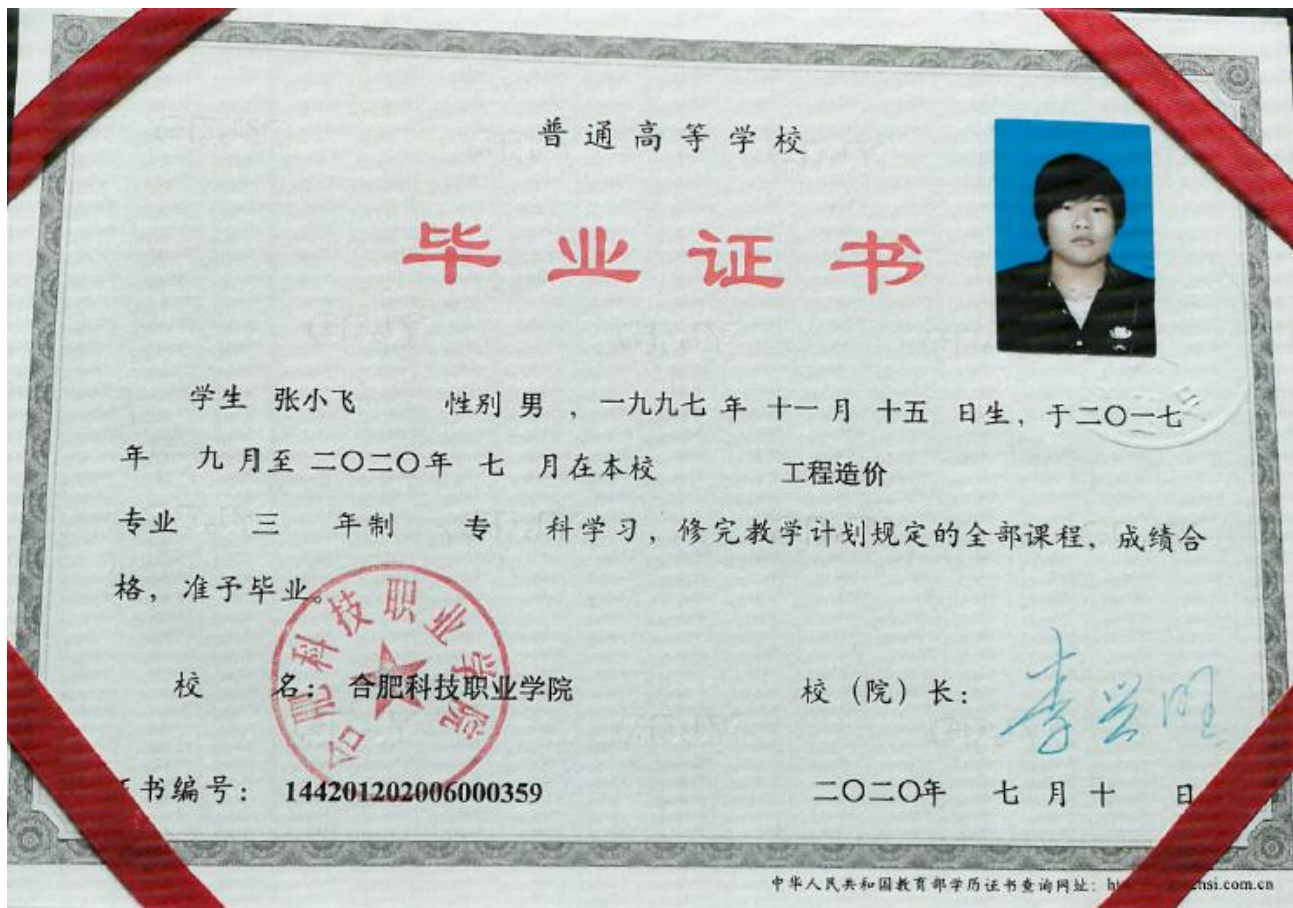 普通高等学校
毕业证书
学生 张小飞 性别 男 ，一九九七 年 十一 月 十五 日生，于二〇一七
年 九 月至 二〇二〇年 七 月在本校 工程造价
专业 三 年制 专 科学习，修完教学计划规定的全部课程，成绩合
格，准予毕业。
合肥科技职业学院
校 名： 合肥科技职业学院 校（院）长： 李兴旺
书编号： 144201202006000359 二〇二〇年 七 月 十 日
中华人民共和国教育部学历证书查询网址： hsi.com.cn